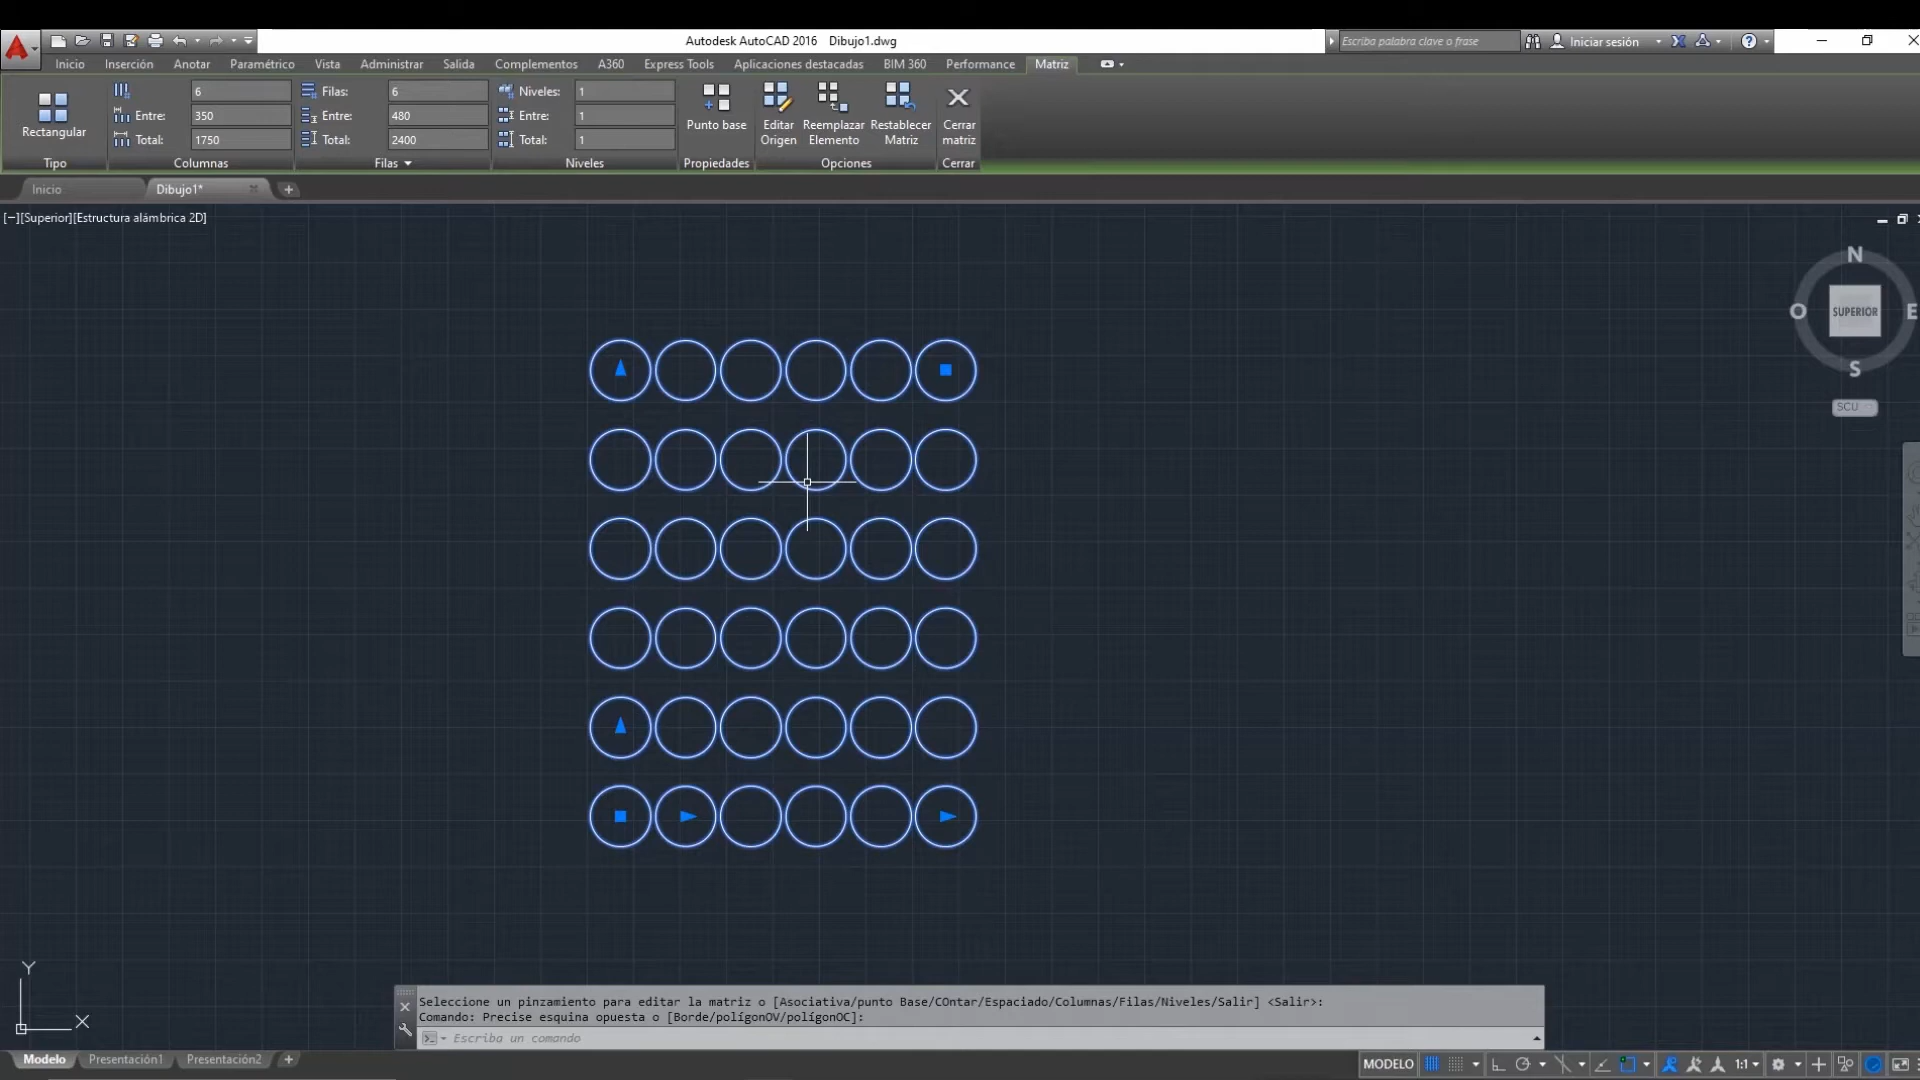 Autodesk AutoCAD 2016 Dibujo1.dwg
Escriba palabra clave o frase
Iniciar sesión
Inicio Inserción Anotar Paramétrico Vista Administrar Salida Complementos A360 Express Tools Aplicaciones destacadas BIM 360 Performance Matriz
6 Filas: 6 Niveles: 1
Entre: 350 Entre: 480 Entre: 1
Total: 1750 Total: 2400 Total: 1
Rectangular
Punto base
Editar Origen
Reemplazar Elemento
Restablecer Matriz
Cerrar matriz
Tipo Columnas Filas Niveles Propiedades Opciones Cerrar
Inicio Dibujo1*
[−][Superior][Estructura alámbrica 2D]
N
O SUPERIOR E
S
SCU
Y
X
Seleccione un pinzamiento para editar la matriz o [Asociativa/punto Base/COntar/Espaciado/Columnas/Filas/Niveles/Salir] <Salir>:
Comando: Precise esquina opuesta o [Borde/polígonOV/polígonOC]:
Escriba un comando
Modelo Presentación1 Presentación2
MODELO 1:1